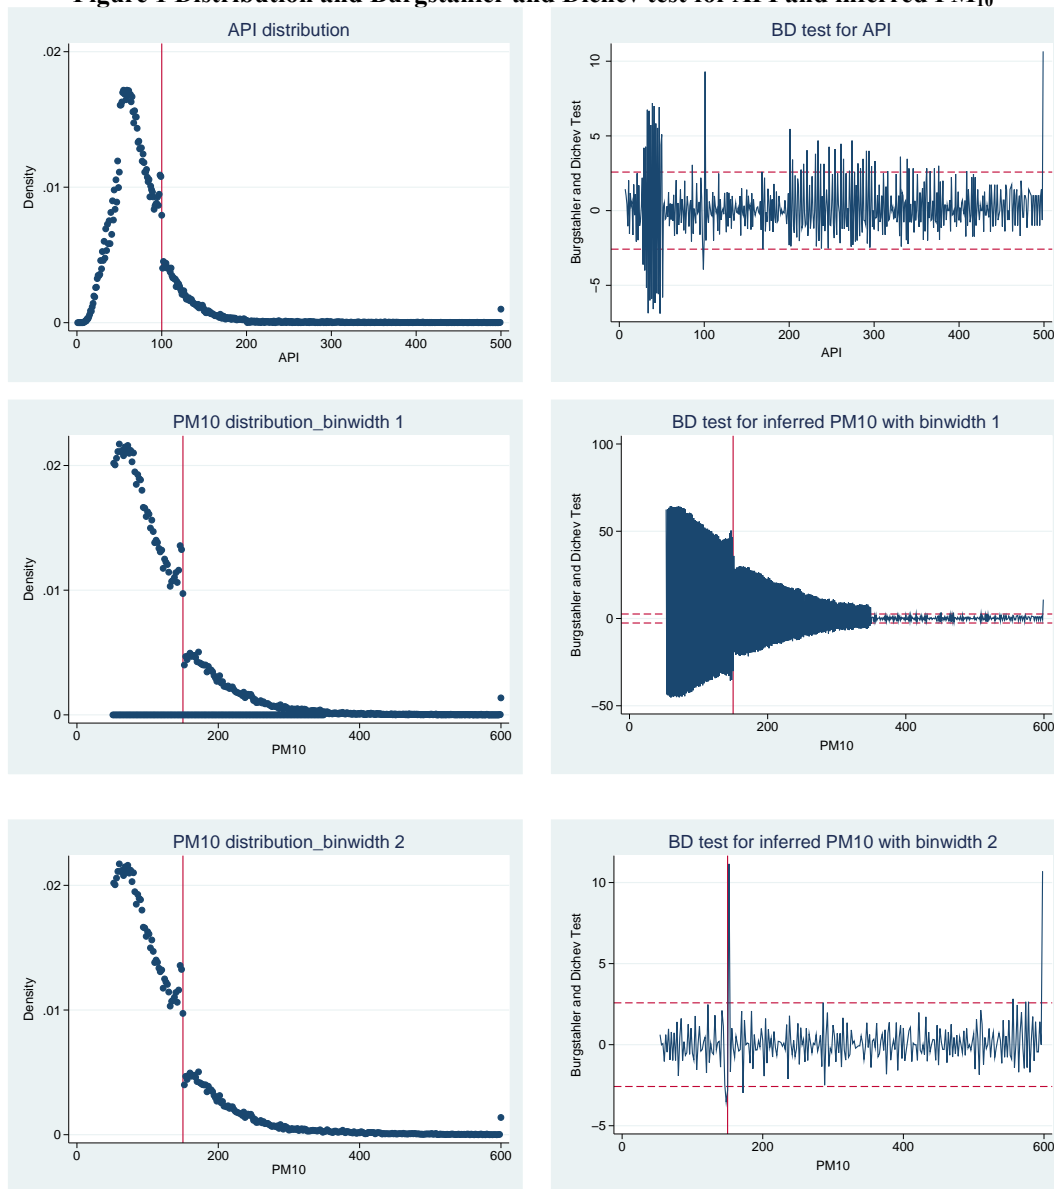 Figure 1 Distribution and Burgstahler and Dichev test for API and inferred PM10
API distribution
.02
.01
0
Density
0 100 200 300 400 500
API
BD test for API
10
5
0
−5
Burgstahler and Dichev Test
0 100 200 300 400 500
API
PM10 distribution_binwidth 1
.02
.01
0
Density
0 200 400 600
PM10
BD test for inferred PM10 with binwidth 1
100
50
0
−50
Burgstahler and Dichev Test
0 200 400 600
PM10
PM10 distribution_binwidth 2
.02
.01
0
Density
0 200 400 600
PM10
BD test for inferred PM10 with binwidth 2
10
5
0
−5
Burgstahler and Dichev Test
0 200 400 600
PM10